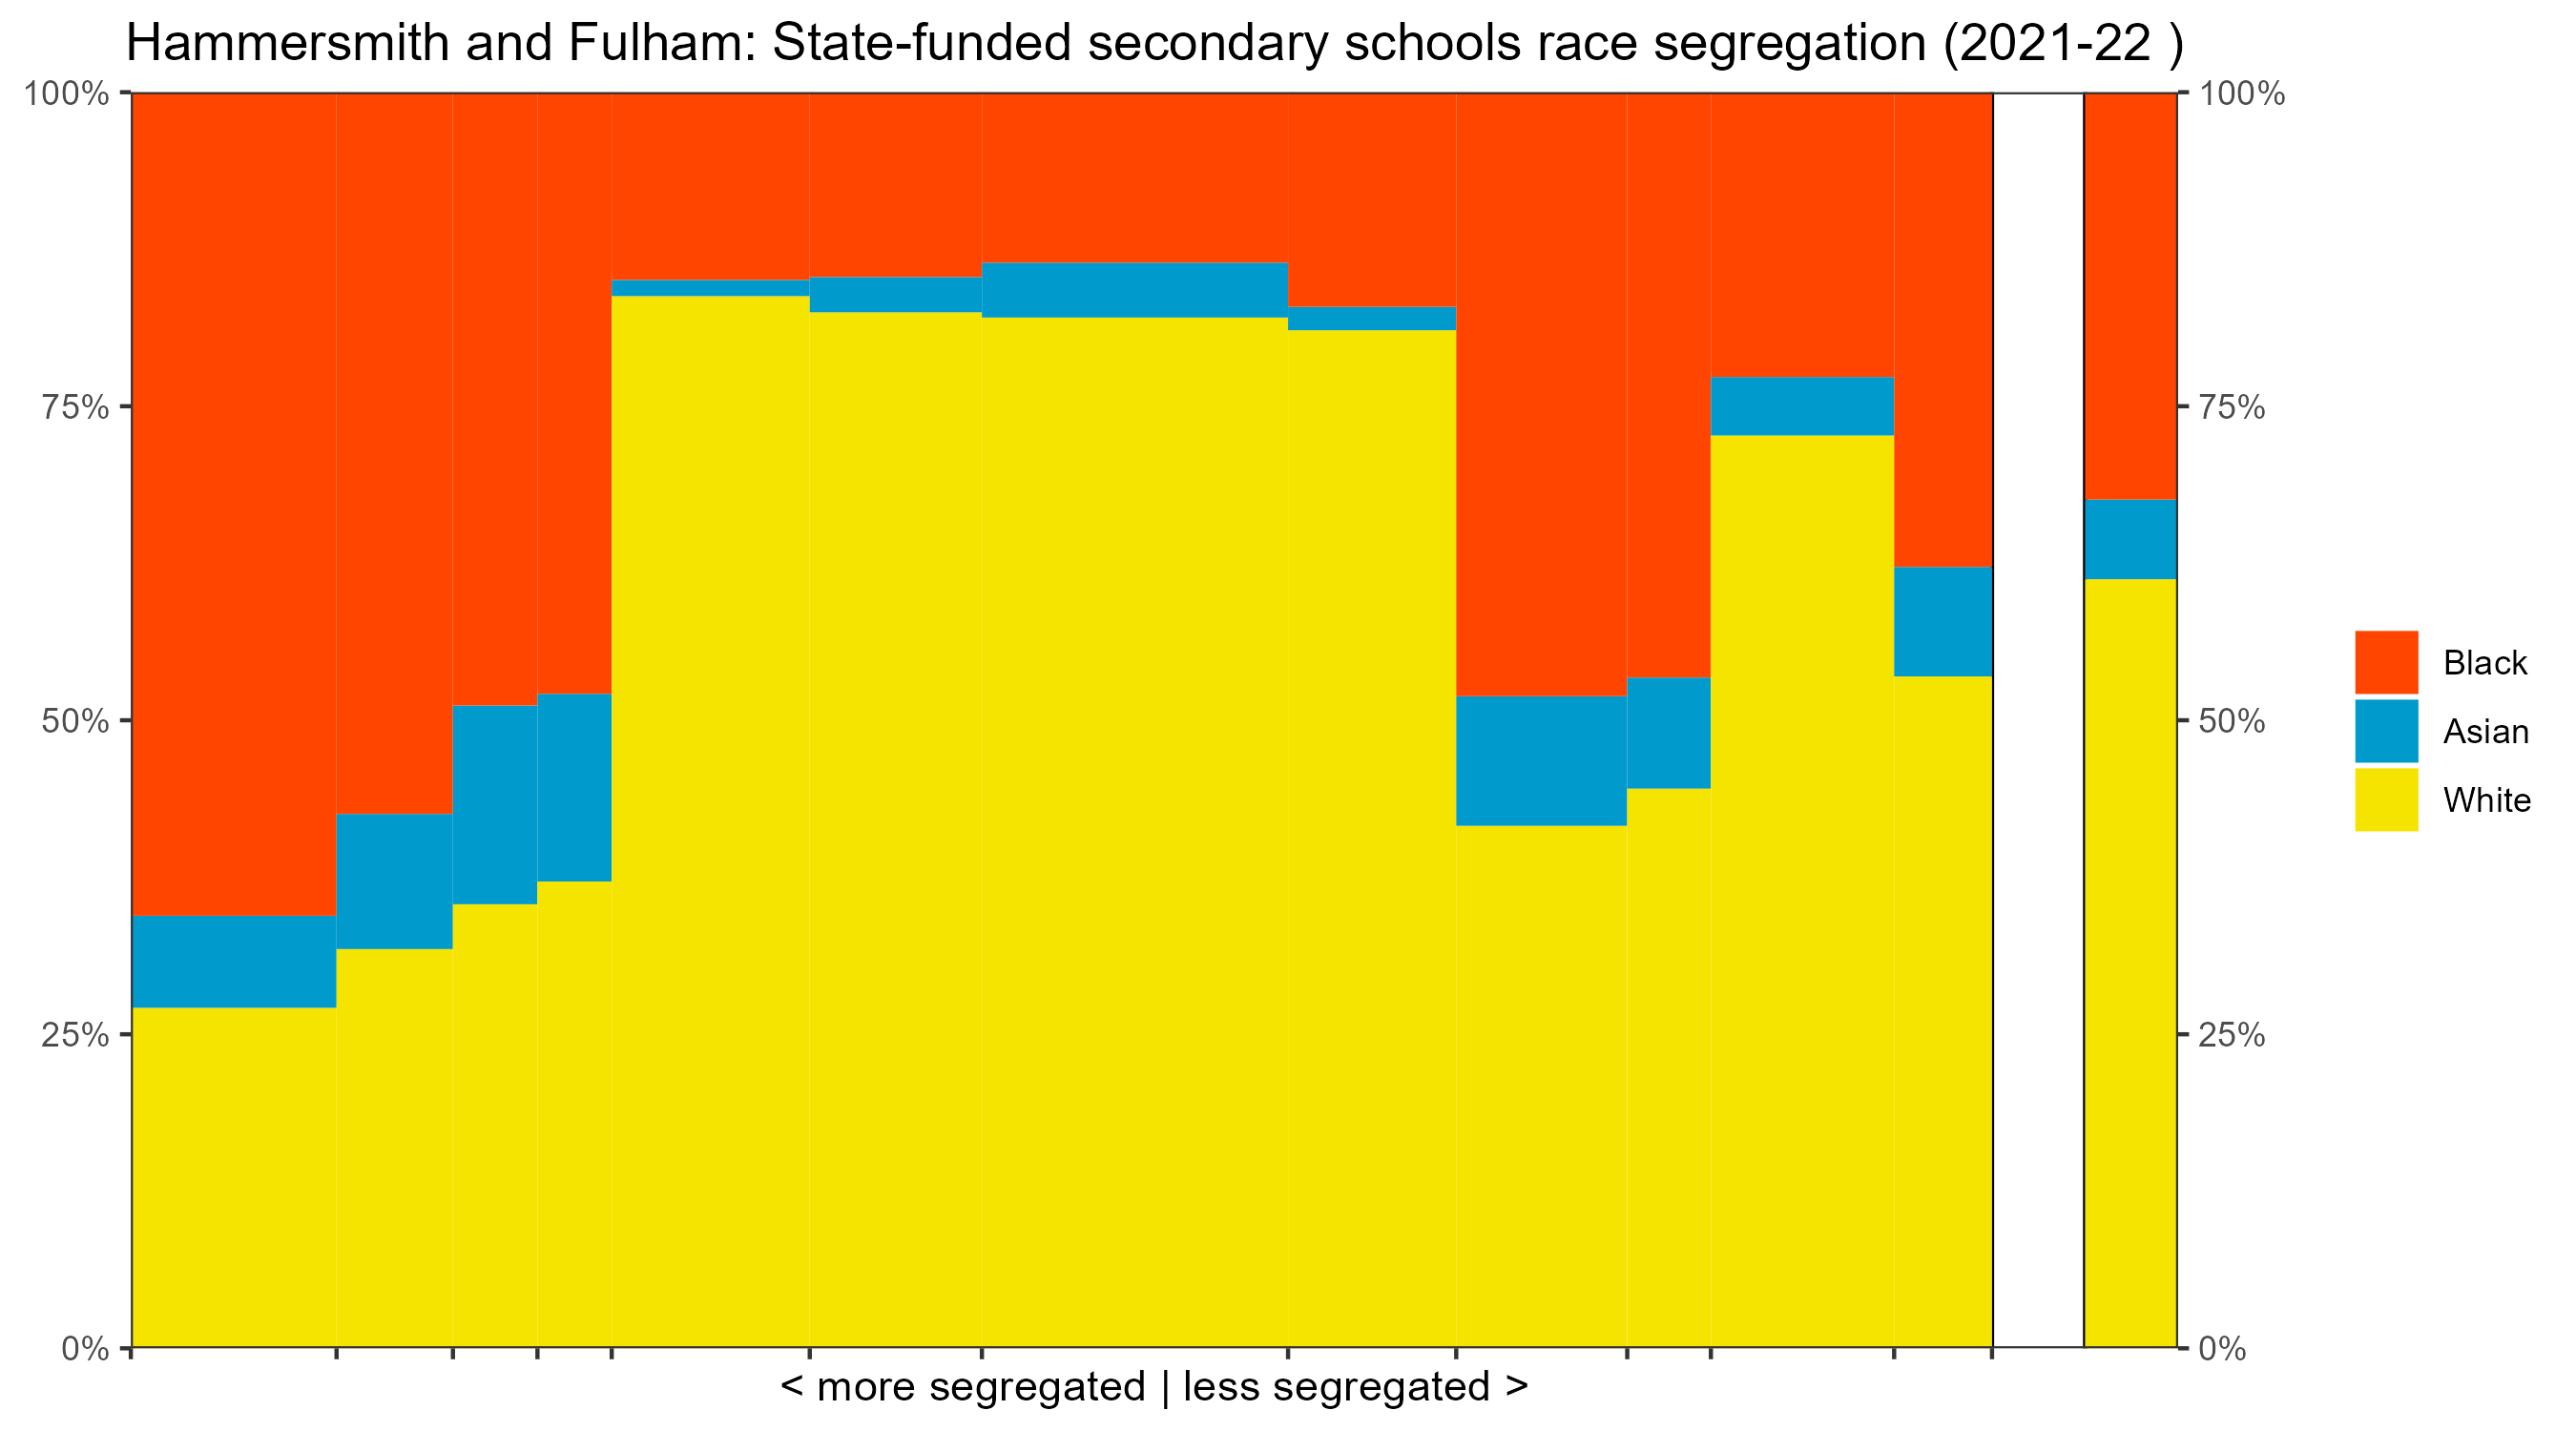 Hammersmith and Fulham: State-funded secondary schools race segregation (2021-22 )
100%
75%
50%
25%
0%
100%
75%
50%
25%
0%
Black
Asian
White
< more segregated | less segregated >